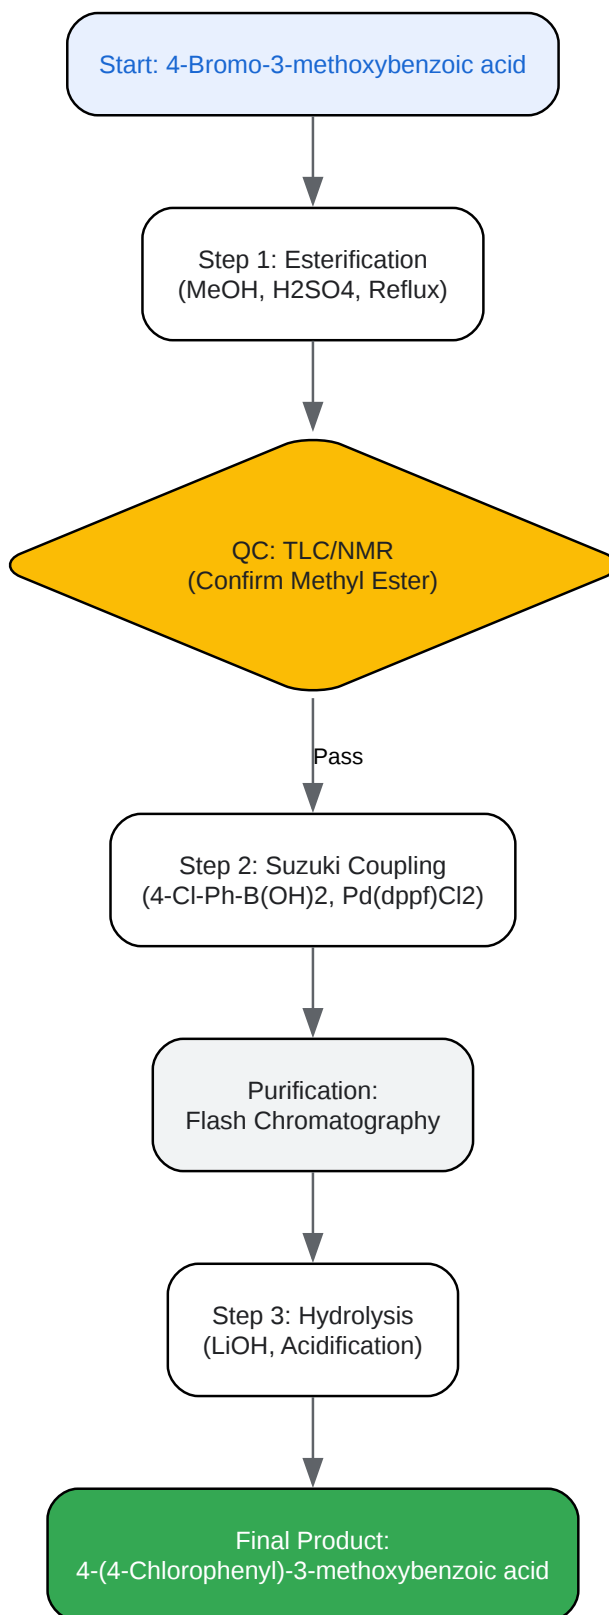 Start: 4-Bromo-3-methoxybenzoic acid
Step 1: Esterification
(MeOH, H2SO4, Reflux)
QC: TLC/NMR
(Confirm Methyl Ester)
Pass
Step 2: Suzuki Coupling
(4-Cl-Ph-B(OH)2, Pd(dppf)Cl2)
Purification:
Flash Chromatography
Step 3: Hydrolysis
(LiOH, Acidification)
Final Product:
4-(4-Chlorophenyl)-3-methoxybenzoic acid